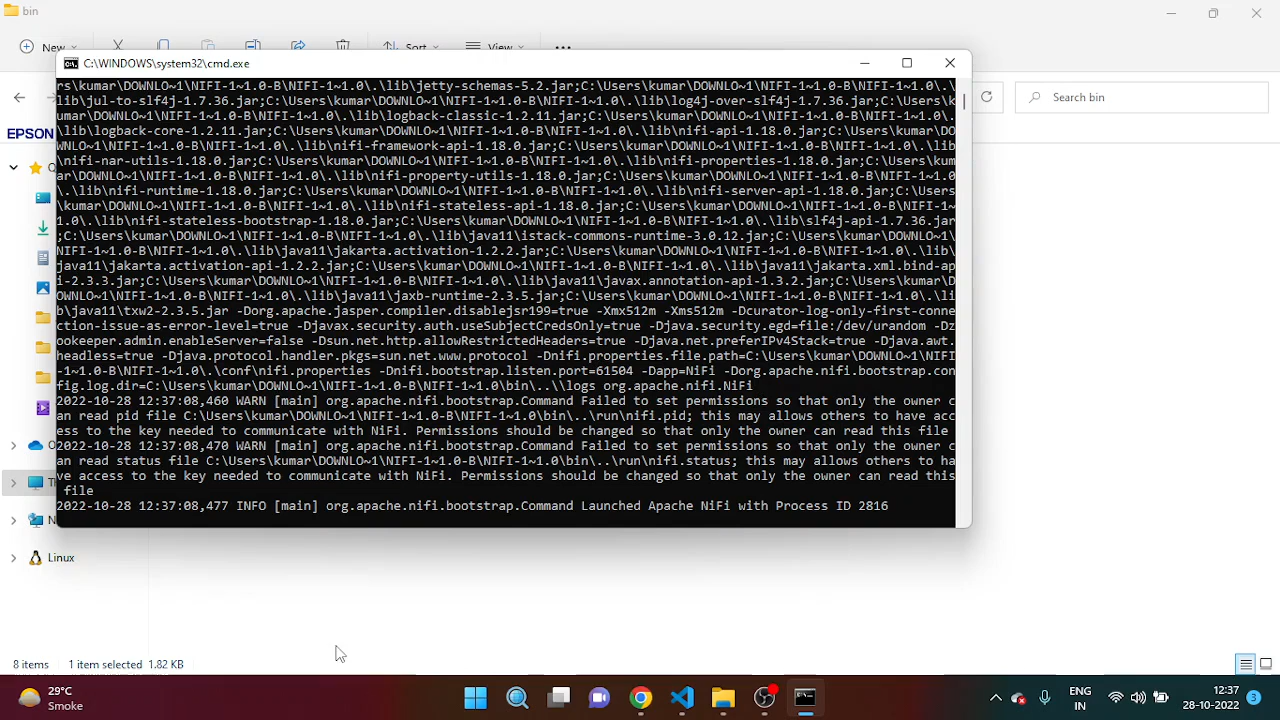 bin
New
Sort
View
C:\WINDOWS\system32\cmd.exe
Search bin
EPSON
rs\kumar\DOWNLO~1\NIFI-1~1.0-B\NIFI-1~1.0\.\lib\jetty-schemas-5.2.jar;C:\Users\kumar\DOWNLO~1\NIFI-1~1.0-B\NIFI-1~1.0\.\
lib\jul-to-slf4j-1.7.36.jar;C:\Users\kumar\DOWNLO~1\NIFI-1~1.0-B\NIFI-1~1.0\.\lib\log4j-over-slf4j-1.7.36.jar;C:\Users\k
umar\DOWNLO~1\NIFI-1~1.0-B\NIFI-1~1.0\.\lib\logback-classic-1.2.11.jar;C:\Users\kumar\DOWNLO~1\NIFI-1~1.0-B\NIFI-1~1.0\.
\lib\logback-core-1.2.11.jar;C:\Users\kumar\DOWNLO~1\NIFI-1~1.0-B\NIFI-1~1.0\.\lib\nifi-api-1.18.0.jar;C:\Users\kumar\DO
WNLO~1\NIFI-1~1.0-B\NIFI-1~1.0\.\lib\nifi-framework-api-1.18.0.jar;C:\Users\kumar\DOWNLO~1\NIFI-1~1.0-B\NIFI-1~1.0\.\lib
\nifi-nar-utils-1.18.0.jar;C:\Users\kumar\DOWNLO~1\NIFI-1~1.0-B\NIFI-1~1.0\.\lib\nifi-properties-1.18.0.jar;C:\Users\kum
ar\DOWNLO~1\NIFI-1~1.0-B\NIFI-1~1.0\.\lib\nifi-property-utils-1.18.0.jar;C:\Users\kumar\DOWNLO~1\NIFI-1~1.0-B\NIFI-1~1.0
\.\lib\nifi-runtime-1.18.0.jar;C:\Users\kumar\DOWNLO~1\NIFI-1~1.0-B\NIFI-1~1.0\.\lib\nifi-server-api-1.18.0.jar;C:\Users
\kumar\DOWNLO~1\NIFI-1~1.0-B\NIFI-1~1.0\.\lib\nifi-stateless-api-1.18.0.jar;C:\Users\kumar\DOWNLO~1\NIFI-1~1.0-B\NIFI-1~
1.0\.\lib\nifi-stateless-bootstrap-1.18.0.jar;C:\Users\kumar\DOWNLO~1\NIFI-1~1.0-B\NIFI-1~1.0\.\lib\slf4j-api-1.7.36.jar
;C:\Users\kumar\DOWNLO~1\NIFI-1~1.0-B\NIFI-1~1.0\.\lib\java11\istack-commons-runtime-3.0.12.jar;C:\Users\kumar\DOWNLO~1\
NIFI-1~1.0-B\NIFI-1~1.0\.\lib\java11\jakarta.activation-1.2.2.jar;C:\Users\kumar\DOWNLO~1\NIFI-1~1.0-B\NIFI-1~1.0\.\lib\
java11\jakarta.activation-api-1.2.2.jar;C:\Users\kumar\DOWNLO~1\NIFI-1~1.0-B\NIFI-1~1.0\.\lib\java11\jakarta.xml.bind-ap
i-2.3.3.jar;C:\Users\kumar\DOWNLO~1\NIFI-1~1.0-B\NIFI-1~1.0\.\lib\java11\javax.annotation-api-1.3.2.jar;C:\Users\kumar\D
OWNLO~1\NIFI-1~1.0-B\NIFI-1~1.0\.\lib\java11\jaxb-runtime-2.3.5.jar;C:\Users\kumar\DOWNLO~1\NIFI-1~1.0-B\NIFI-1~1.0\.\li
b\java11\txw2-2.3.5.jar -Dorg.apache.jasper.compiler.disablejsr199=true -Xmx512m -Xms512m -Dcurator-log-only-first-conne
ction-issue-as-error-level=true -Djavax.security.auth.useSubjectCredsOnly=true -Djava.security.egd=file:/dev/urandom -Dz
ookeeper.admin.enableServer=false -Dsun.net.http.allowRestrictedHeaders=true -Djava.net.preferIPv4Stack=true -Djava.awt.
headless=true -Djava.protocol.handler.pkgs=sun.net.www.protocol -Dnifi.properties.file.path=C:\Users\kumar\DOWNLO~1\NIFI
-1~1.0-B\NIFI-1~1.0\.\conf\nifi.properties -Dnifi.bootstrap.listen.port=61504 -Dapp=NiFi -Dorg.apache.nifi.bootstrap.con
fig.log.dir=C:\Users\kumar\DOWNLO~1\NIFI-1~1.0-B\NIFI-1~1.0\bin\..\\logs org.apache.nifi.NiFi
2022-10-28 12:37:08,460 WARN [main] org.apache.nifi.bootstrap.Command Failed to set permissions so that only the owner c
an read pid file C:\Users\kumar\DOWNLO~1\NIFI-1~1.0-B\NIFI-1~1.0\bin\..\run\nifi.pid; this may allows others to have acc
ess to the key needed to communicate with NiFi. Permissions should be changed so that only the owner can read this file
2022-10-28 12:37:08,470 WARN [main] org.apache.nifi.bootstrap.Command Failed to set permissions so that only the owner c
an read status file C:\Users\kumar\DOWNLO~1\NIFI-1~1.0-B\NIFI-1~1.0\bin\..\run\nifi.status; this may allows others to ha
ve access to the key needed to communicate with NiFi. Permissions should be changed so that only the owner can read this
file
2022-10-28 12:37:08,477 INFO [main] org.apache.nifi.bootstrap.Command Launched Apache NiFi with Process ID 2816
Linux
8 items 1 item selected 1.82 KB
29°C
Smoke
ENG
IN
12:37
28-10-2022
3